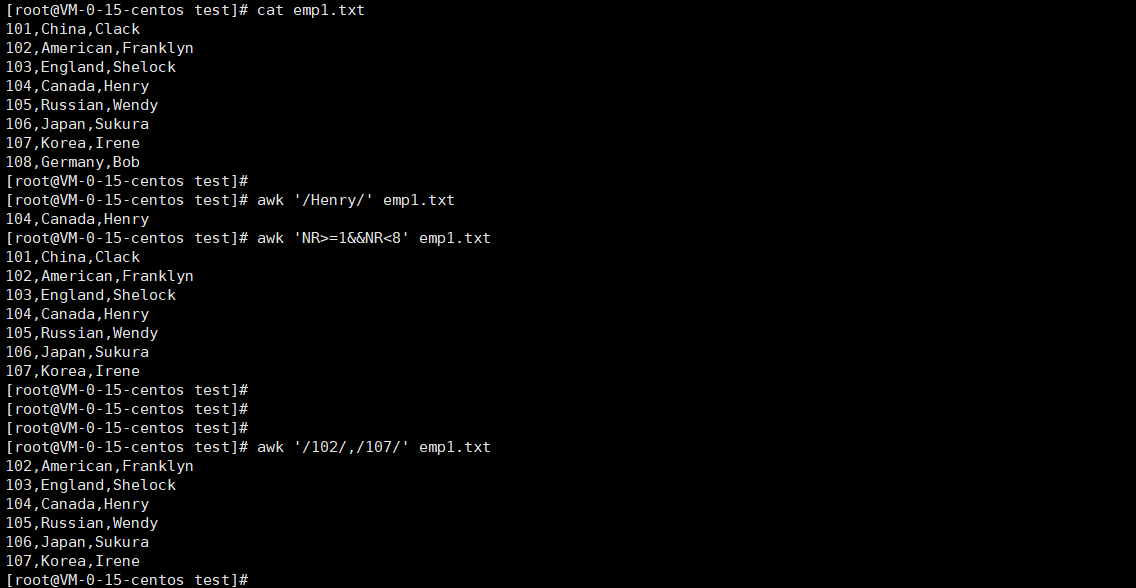 [root@VM-0-15-centos test]# cat emp1.txt
101,China,Clack
102,American,Franklyn
103,England,Shelock
104,Canada,Henry
105,Russian,Wendy
106,Japan,Sukura
107,Korea,Irene
108,Germany,Bob
[root@VM-0-15-centos test]#
[root@VM-0-15-centos test]# awk '/Henry/' emp1.txt
104,Canada,Henry
[root@VM-0-15-centos test]# awk 'NR>=1&&NR<8' emp1.txt
101,China,Clack
102,American,Franklyn
103,England,Shelock
104,Canada,Henry
105,Russian,Wendy
106,Japan,Sukura
107,Korea,Irene
[root@VM-0-15-centos test]#
[root@VM-0-15-centos test]#
[root@VM-0-15-centos test]#
[root@VM-0-15-centos test]# awk '/102/,/107/' emp1.txt
102,American,Franklyn
103,England,Shelock
104,Canada,Henry
105,Russian,Wendy
106,Japan,Sukura
107,Korea,Irene
[root@VM-0-15-centos test]#